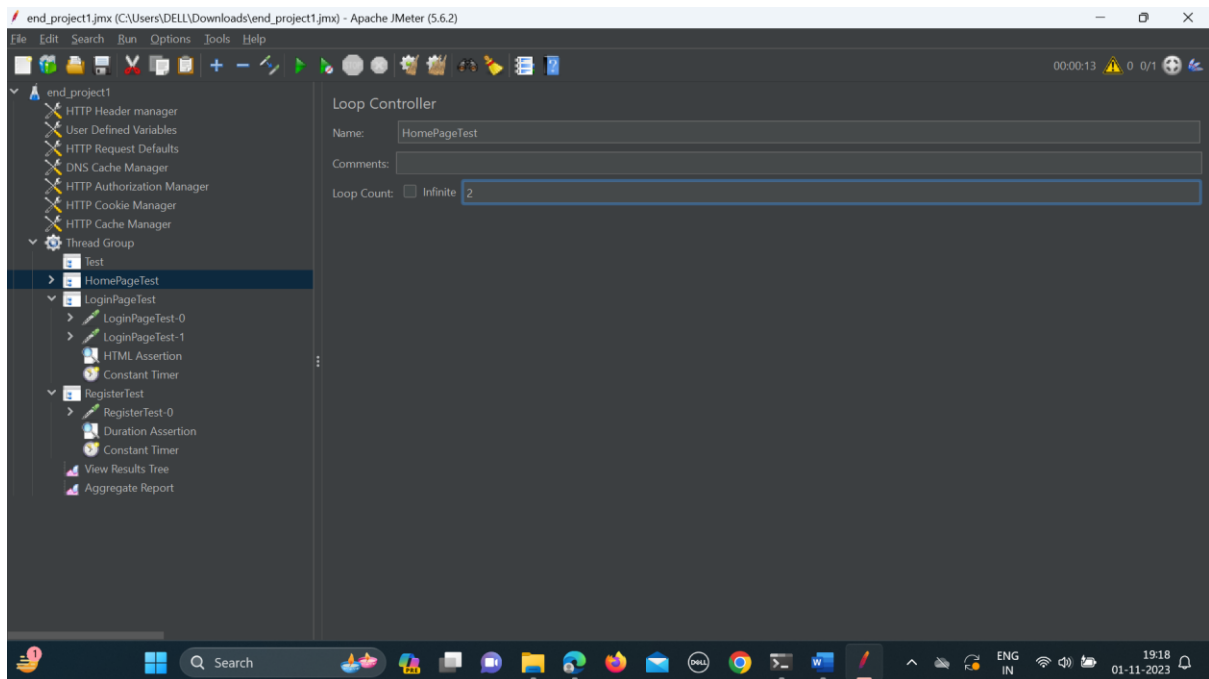 end_project1.jmx (C:\Users\DELL\Downloads\end_project1.jmx) - Apache JMeter (5.6.2)
File Edit Search Run Options Tools Help
00:00:13 0 0/1
end_project1
HTTP Header manager
User Defined Variables
HTTP Request Defaults
DNS Cache Manager
HTTP Authorization Manager
HTTP Cookie Manager
HTTP Cache Manager
Thread Group
Test
HomePageTest
LoginPageTest
LoginPageTest-0
LoginPageTest-1
HTML Assertion
Constant Timer
RegisterTest
RegisterTest-0
Duration Assertion
Constant Timer
View Results Tree
Aggregate Report
Loop Controller
Name: HomePageTest
Comments:
Loop Count: Infinite 2
1
Search
PRE
DELL
W
ENG
IN
19:18
01-11-2023